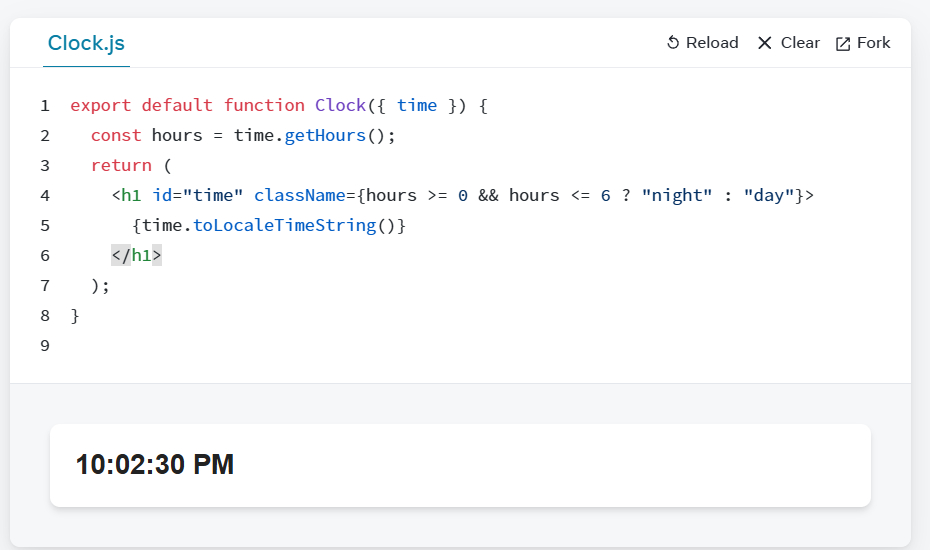 Clock.js
Reload Clear Fork
1 export default function Clock({ time }) {
2   const hours = time.getHours();
3   return (
4     <h1 id="time" className={hours >= 0 && hours <= 6 ? "night" : "day"}>
5       {time.toLocaleTimeString()}
6     </h1>
7   );
8 }
9
10:02:30 PM